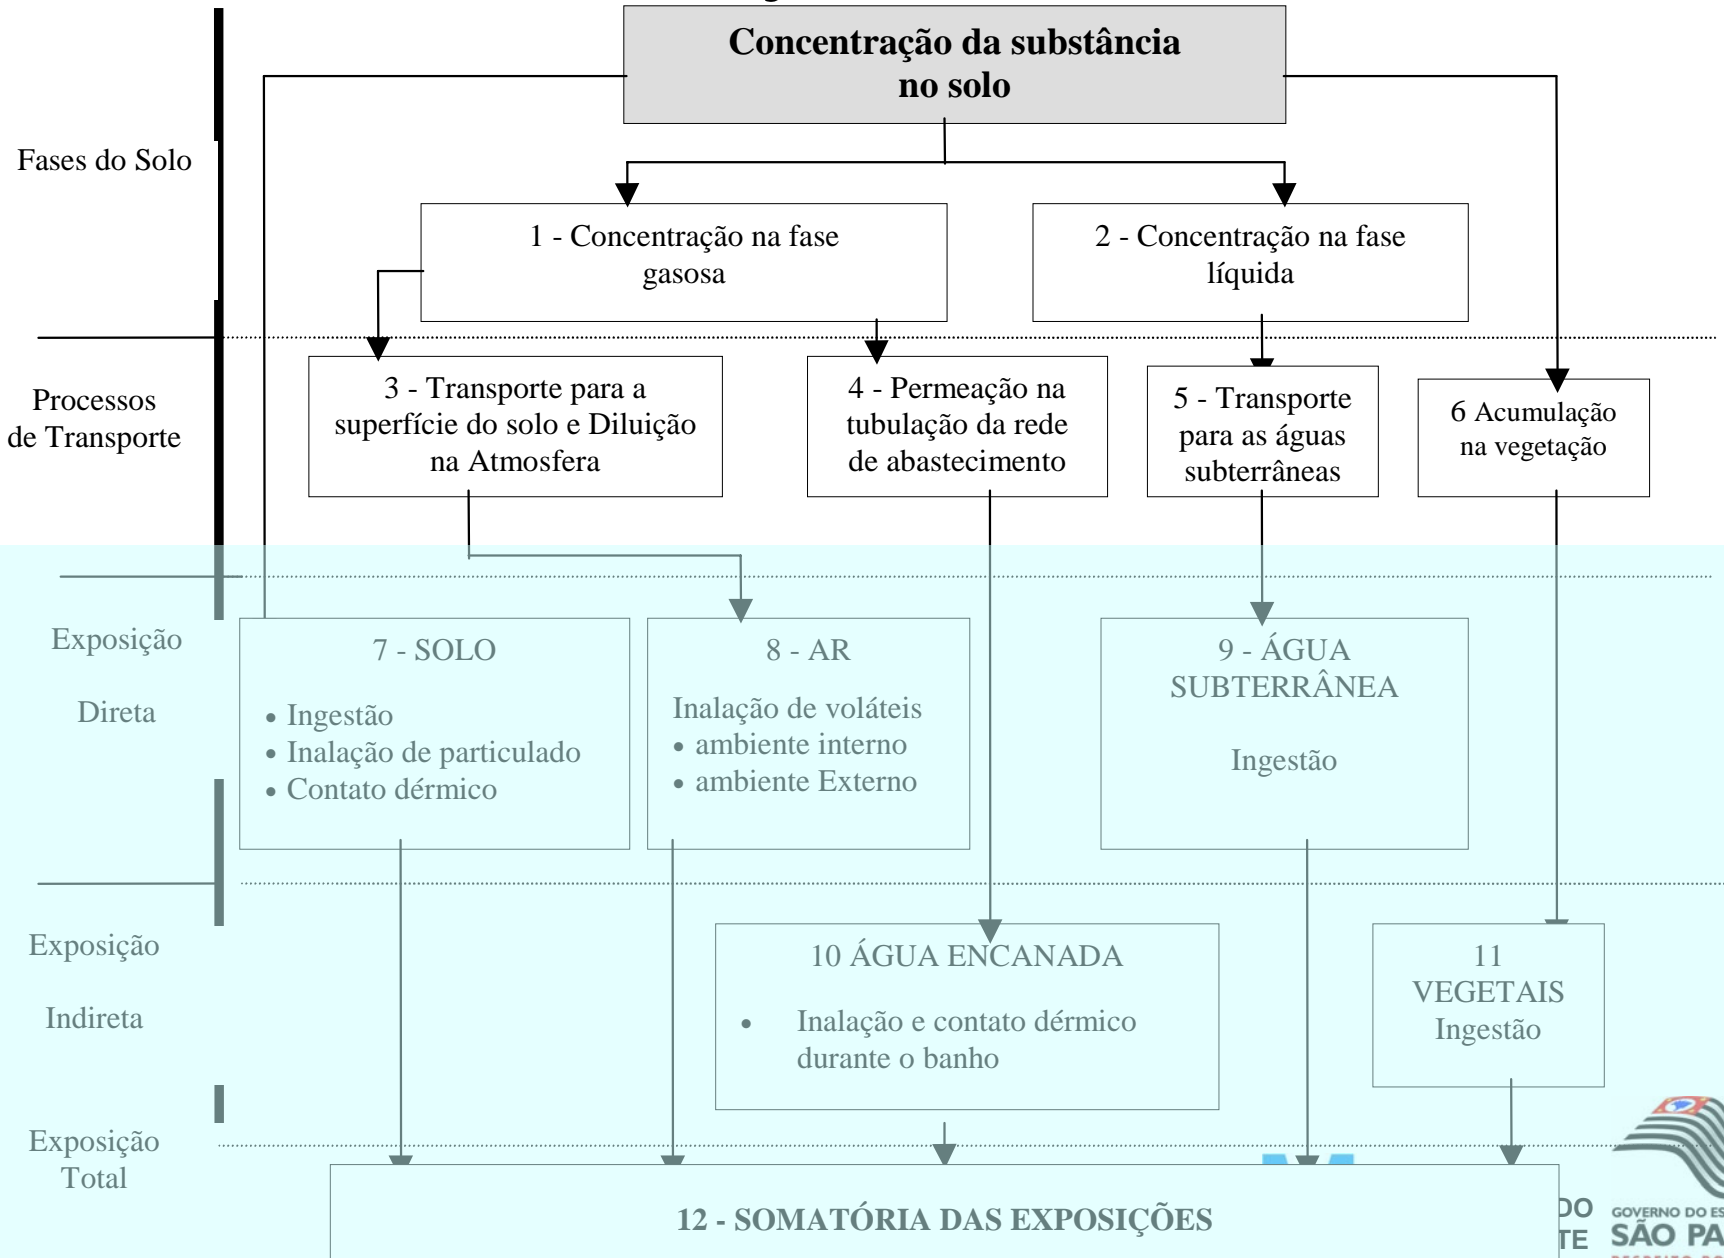 Concentração da substância
no solo
Fases do Solo
1 - Concentração na fase
gasosa
2 - Concentração na fase
líquida
Processos
de Transporte
3 - Transporte para a
superfície do solo e Diluição
na Atmosfera
4 - Permeação na
tubulação da rede
de abastecimento
5 - Transporte
para as águas
subterrâneas
6 Acumulação
na vegetação
Exposição
Direta
7 - SOLO
• Ingestão
• Inalação de particulado
• Contato dérmico
8 - AR
Inalação de voláteis
• ambiente interno
• ambiente Externo
9 - ÁGUA
SUBTERRÂNEA
Ingestão
Exposição
Indireta
10 ÁGUA ENCANADA
• Inalação e contato dérmico
durante o banho
11
VEGETAIS
Ingestão
Exposição
Total
12 - SOMATÓRIA DAS EXPOSIÇÕES
DO
TE
GOVERNO DO ES
SÃO PA